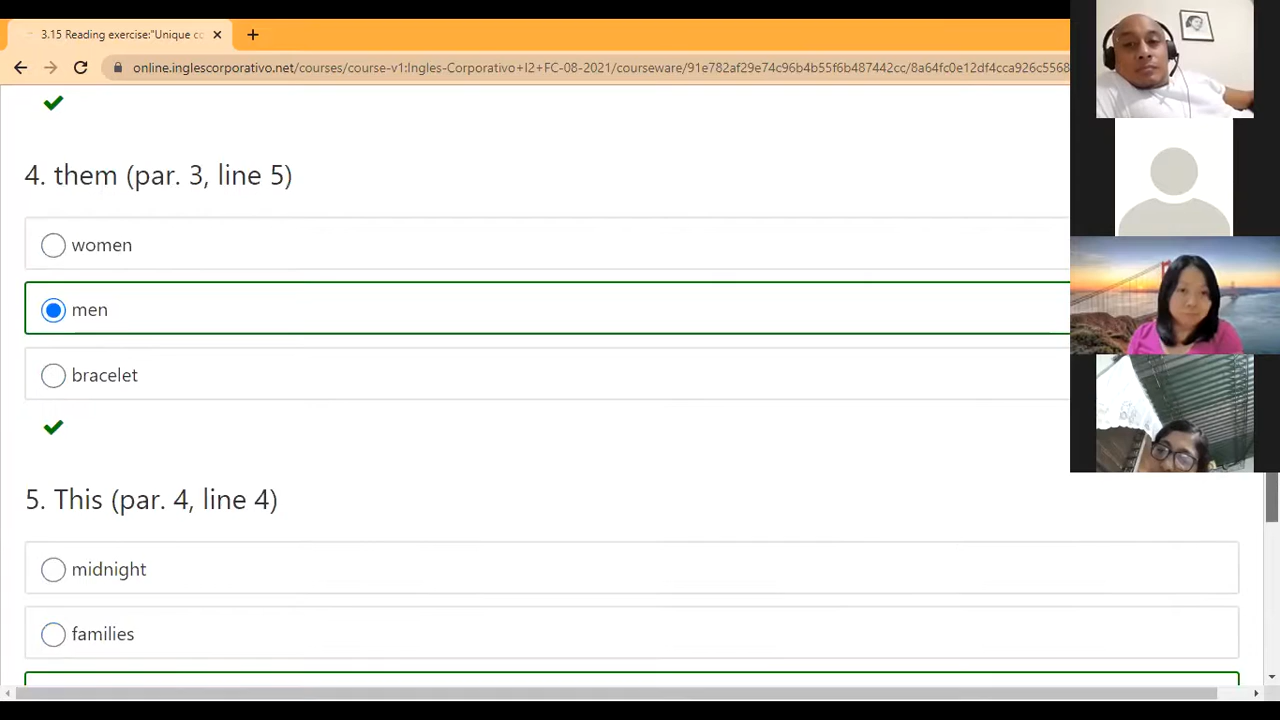 3.15 Reading exercise:"Unique cc
online.inglescorporativo.net/courses/course-v1:Ingles-Corporativo+I2+FC-08-2021/courseware/91e782af29e74c96b4b55f6b487442cc/8a64fc0e12df4cca926c5568
4. them (par. 3, line 5)
women
men
bracelet
5. This (par. 4, line 4)
midnight
families